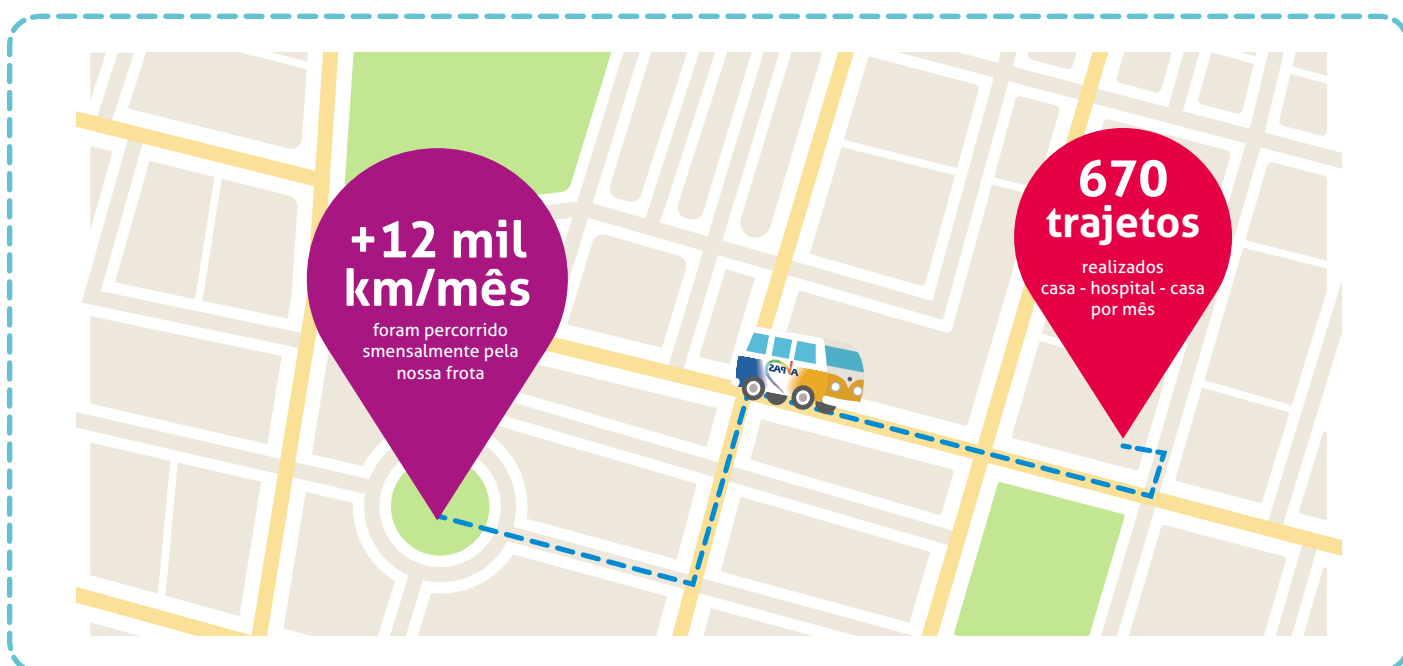 +12 mil
km/mês
foram percorrido
smensalmente pela
nossa frota
670
trajetos
realizados
casa - hospital - casa
por mês